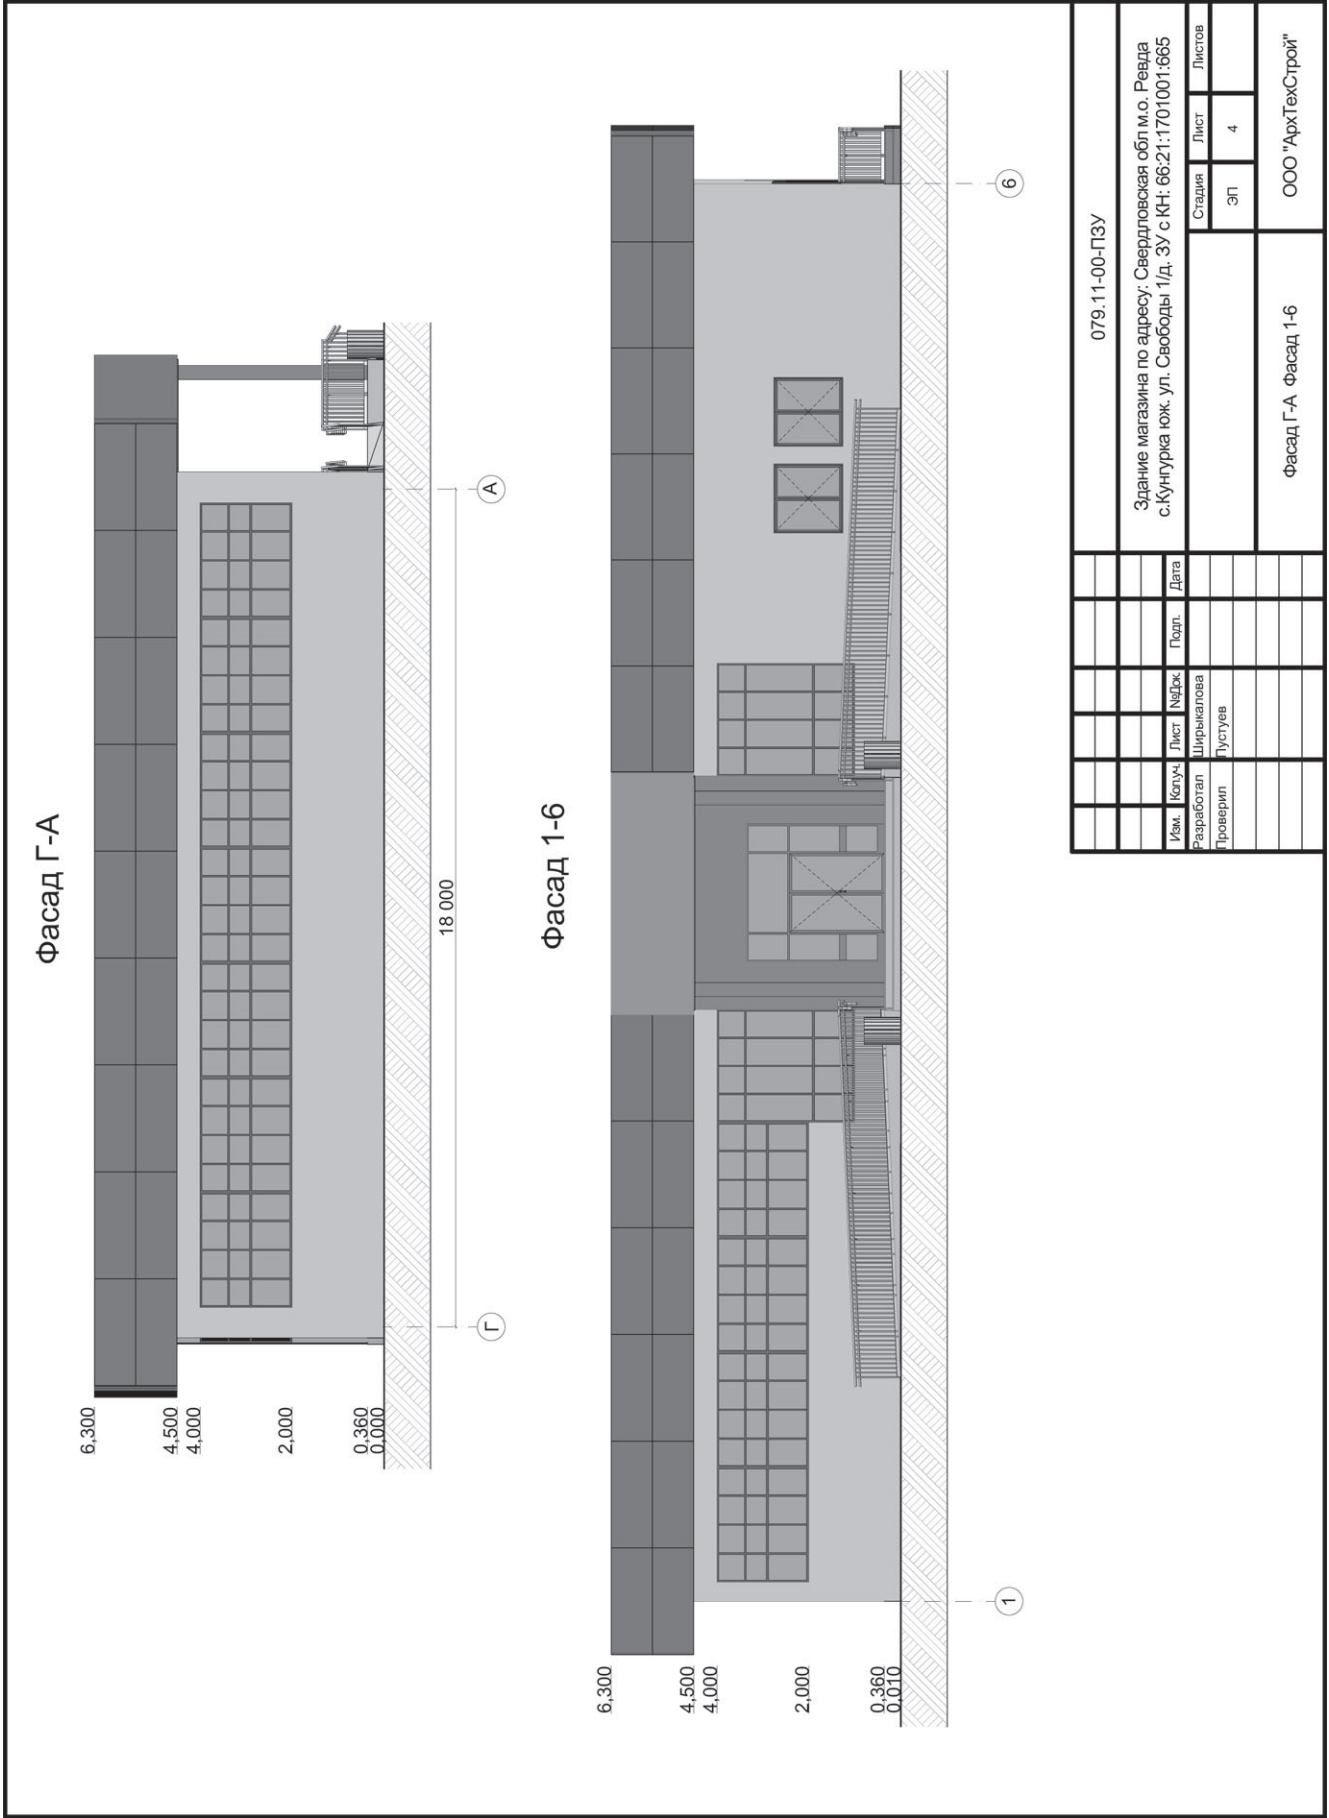 Фасад Г-А
6,300
4,500
4,000
2,000
0,360
0,000
18 000
Г
А
Фасад 1-6
6,300
4,500
4,000
2,000
0,360
0,010
1
6
079.11-00-ПЗУ
Здание магазина по адресу: Свердловская обл м.о. Ревда
с.Кунгурка юж. ул. Свободы 1/д. ЗУ с КН: 66:21:1701001:665
Изм. Кол.уч. Лист №Док. Подп. Дата
Разработал Ширыкалова
Проверил Пустуев
Стадия Лист Листов
ЭП 4
Фасад Г-А Фасад 1-6
ООО "АрхТехСтрой"